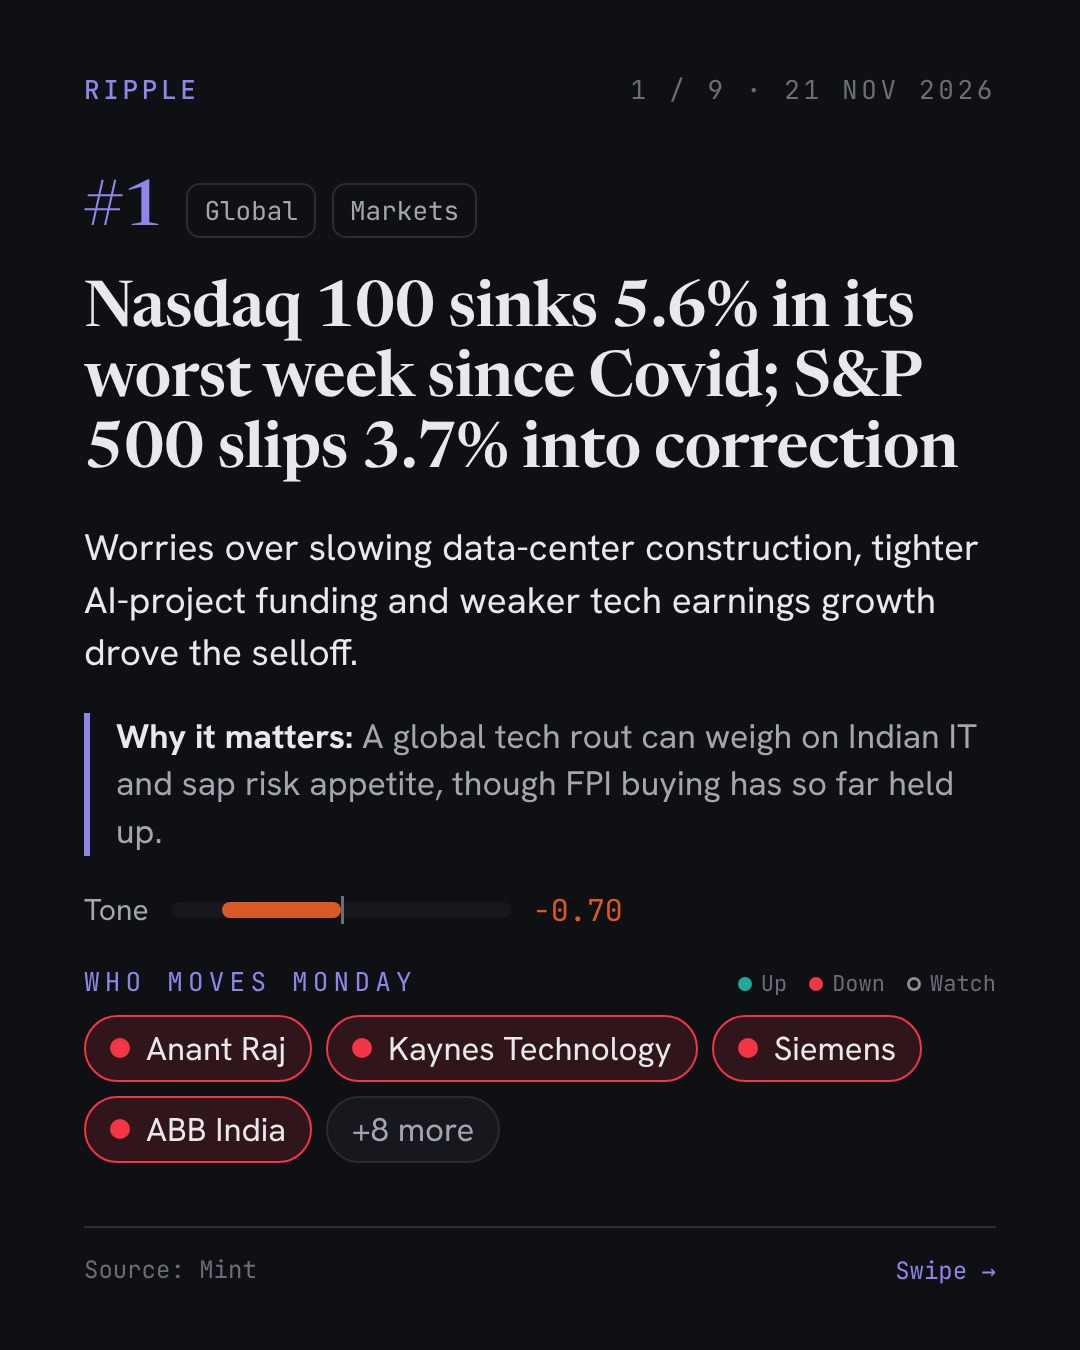 RIPPLE
1 / 9 · 21 NOV 2026
#1 Global Markets
Nasdaq 100 sinks 5.6% in its
worst week since Covid; S&P
500 slips 3.7% into correction
Worries over slowing data-center construction, tighter
AI-project funding and weaker tech earnings growth
drove the selloff.
Why it matters: A global tech rout can weigh on Indian IT
and sap risk appetite, though FPI buying has so far held
up.
Tone -0.70
WHO MOVES MONDAY
Up Down Watch
Anant Raj Kaynes Technology Siemens
ABB India +8 more
Source: Mint
Swipe →